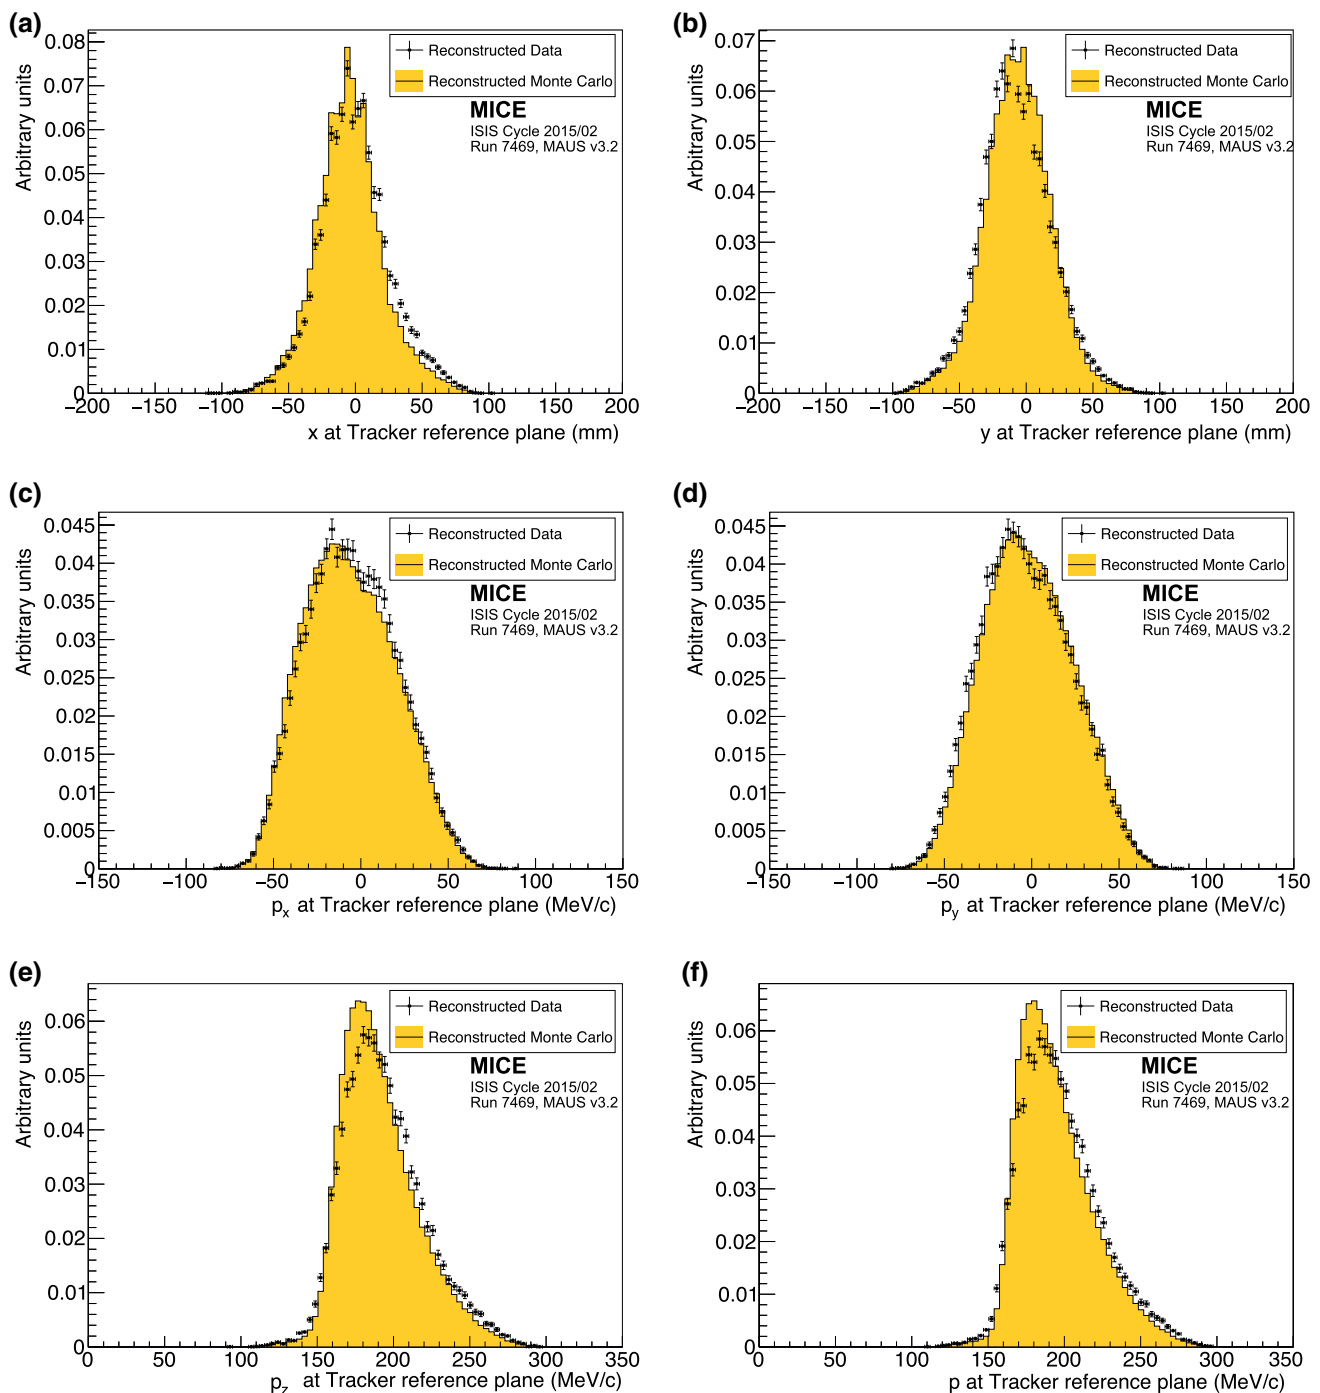 (a)
0.08
0.07
0.06
0.05
0.04
0.03
0.02
0.01
0
Arbitrary units
Reconstructed Data
Reconstructed Monte Carlo
MICE
ISIS Cycle 2015/02
Run 7469, MAUS v3.2
−200 −150 −100 −50 0 50 100 150 200
x at Tracker reference plane (mm)
(b)
0.07
0.06
0.05
0.04
0.03
0.02
0.01
0
Arbitrary units
Reconstructed Data
Reconstructed Monte Carlo
MICE
ISIS Cycle 2015/02
Run 7469, MAUS v3.2
−200 −150 −100 −50 0 50 100 150 200
y at Tracker reference plane (mm)
(c)
0.045
0.04
0.035
0.03
0.025
0.02
0.015
0.01
0.005
0
Arbitrary units
Reconstructed Data
Reconstructed Monte Carlo
MICE
ISIS Cycle 2015/02
Run 7469, MAUS v3.2
−150 −100 −50 0 50 100 150
p_x at Tracker reference plane (MeV/c)
(d)
0.045
0.04
0.035
0.03
0.025
0.02
0.015
0.01
0.005
0
Arbitrary units
Reconstructed Data
Reconstructed Monte Carlo
MICE
ISIS Cycle 2015/02
Run 7469, MAUS v3.2
−150 −100 −50 0 50 100 150
p_y at Tracker reference plane (MeV/c)
(e)
0.06
0.05
0.04
0.03
0.02
0.01
0
Arbitrary units
Reconstructed Data
Reconstructed Monte Carlo
MICE
ISIS Cycle 2015/02
Run 7469, MAUS v3.2
0 50 100 150 200 250 300 350
p_z at Tracker reference plane (MeV/c)
(f)
0.06
0.05
0.04
0.03
0.02
0.01
0
Arbitrary units
Reconstructed Data
Reconstructed Monte Carlo
MICE
ISIS Cycle 2015/02
Run 7469, MAUS v3.2
0 50 100 150 200 250 300 350
p at Tracker reference plane (MeV/c)